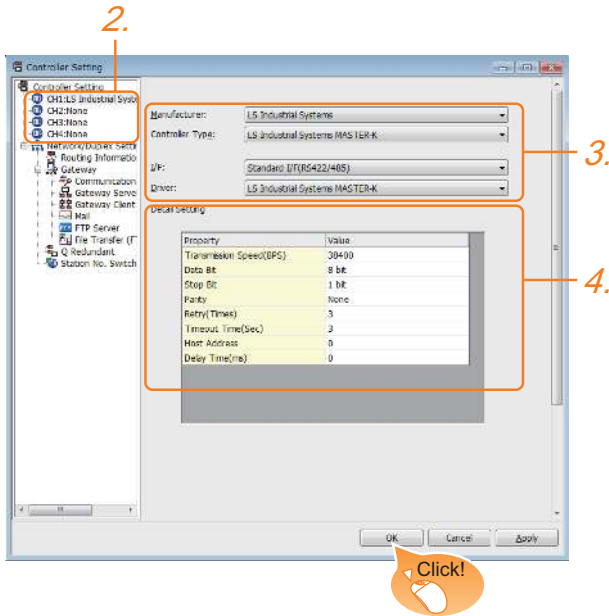 2.
Controller Setting
Controller Setting
CH1:LS Industrial Syste
CH2:None
CH3:None
CH4:None
Network/Duplex Setti
Routing Informatio
Gateway
Communication
Gateway Serve
Gateway Client
Mail
FTP Server
File Transfer (F
Q Redundant
Station No. Switch
Manufacturer: LS Industrial Systems
Controller Type: LS Industrial Systems MASTER-K
I/F: Standard I/F(RS422/485)
Driver: LS Industrial Systems MASTER-K
3.
Detail Setting
Property Value
Transmission Speed(BPS) 38400
Data Bit 8 bit
Stop Bit 1 bit
Parity None
Retry(Times) 3
Timeout Time(Sec) 3
Host Address 0
Delay Time(ms) 0
4.
OK Cancel Apply
Click!